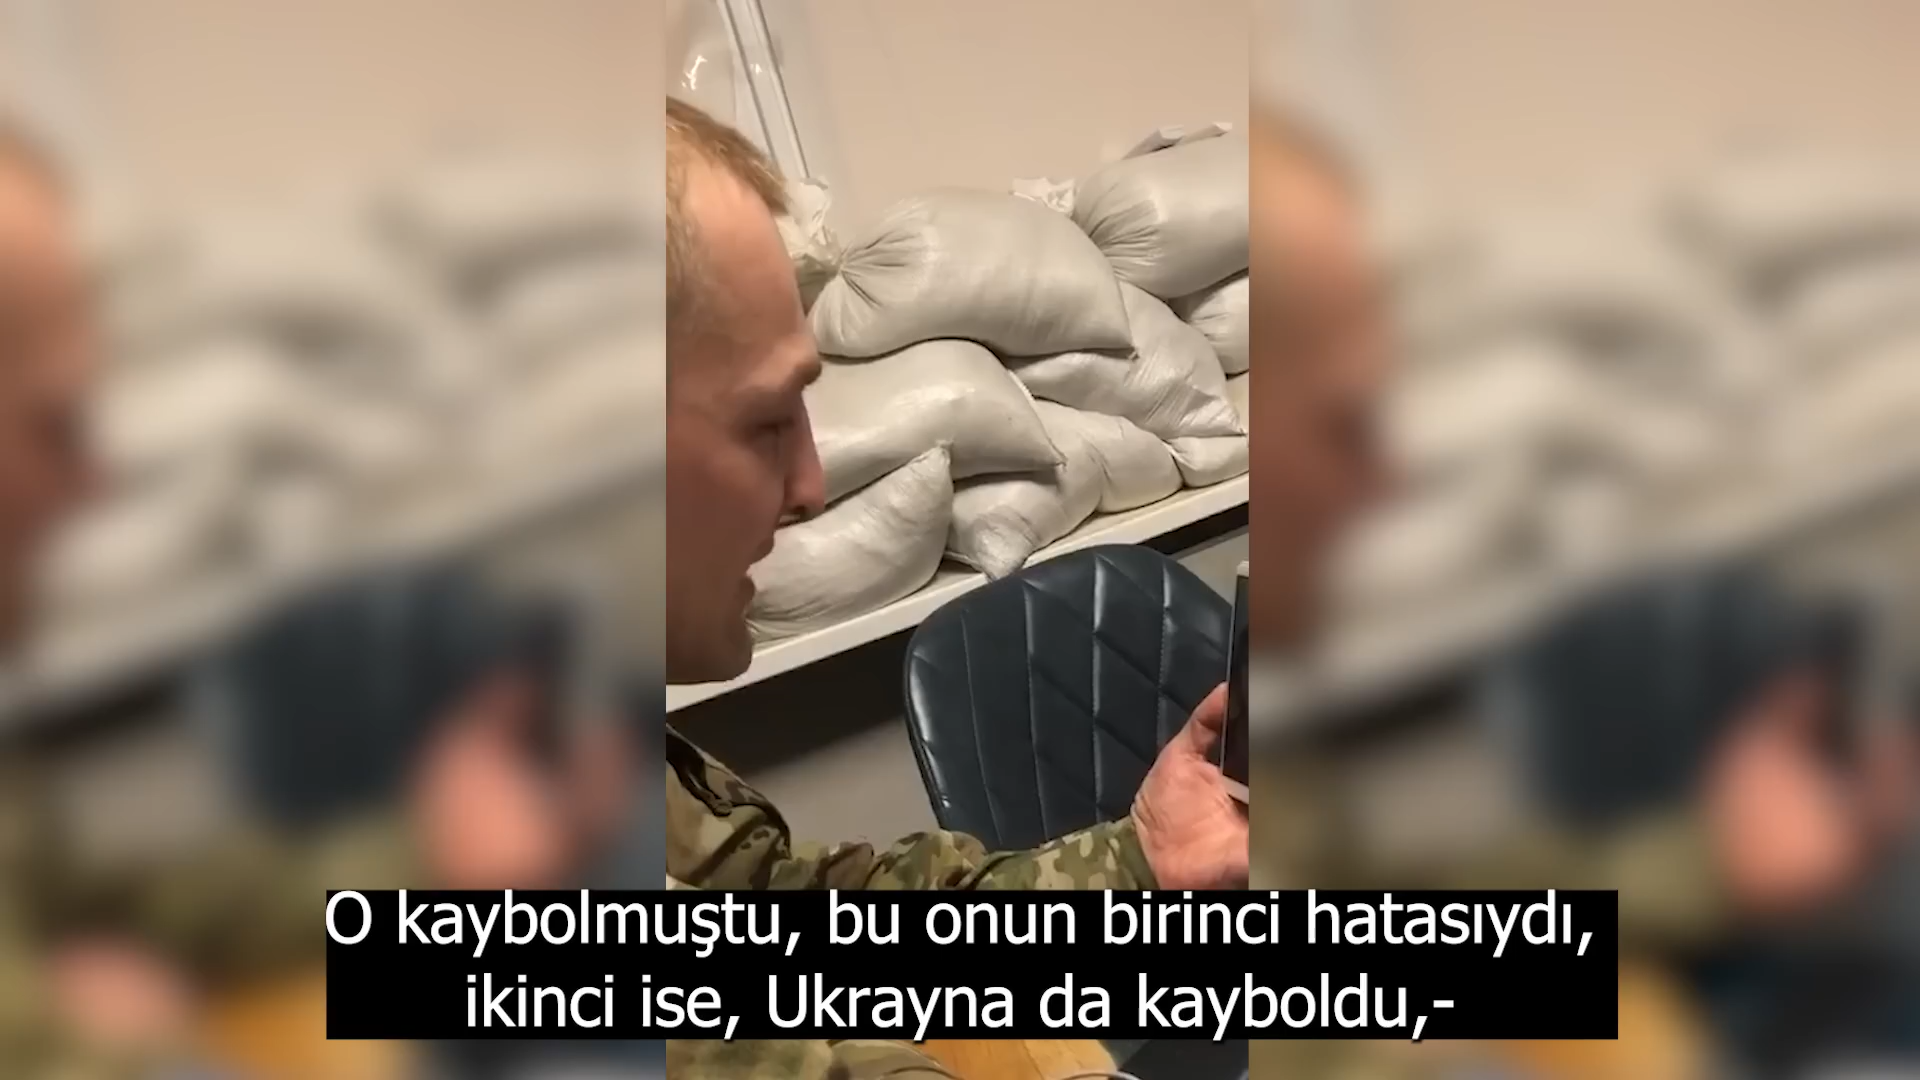 O kaybolmuştu, bu onun birinci hatasıydı,
ikinci ise, Ukrayna da kayboldu,-